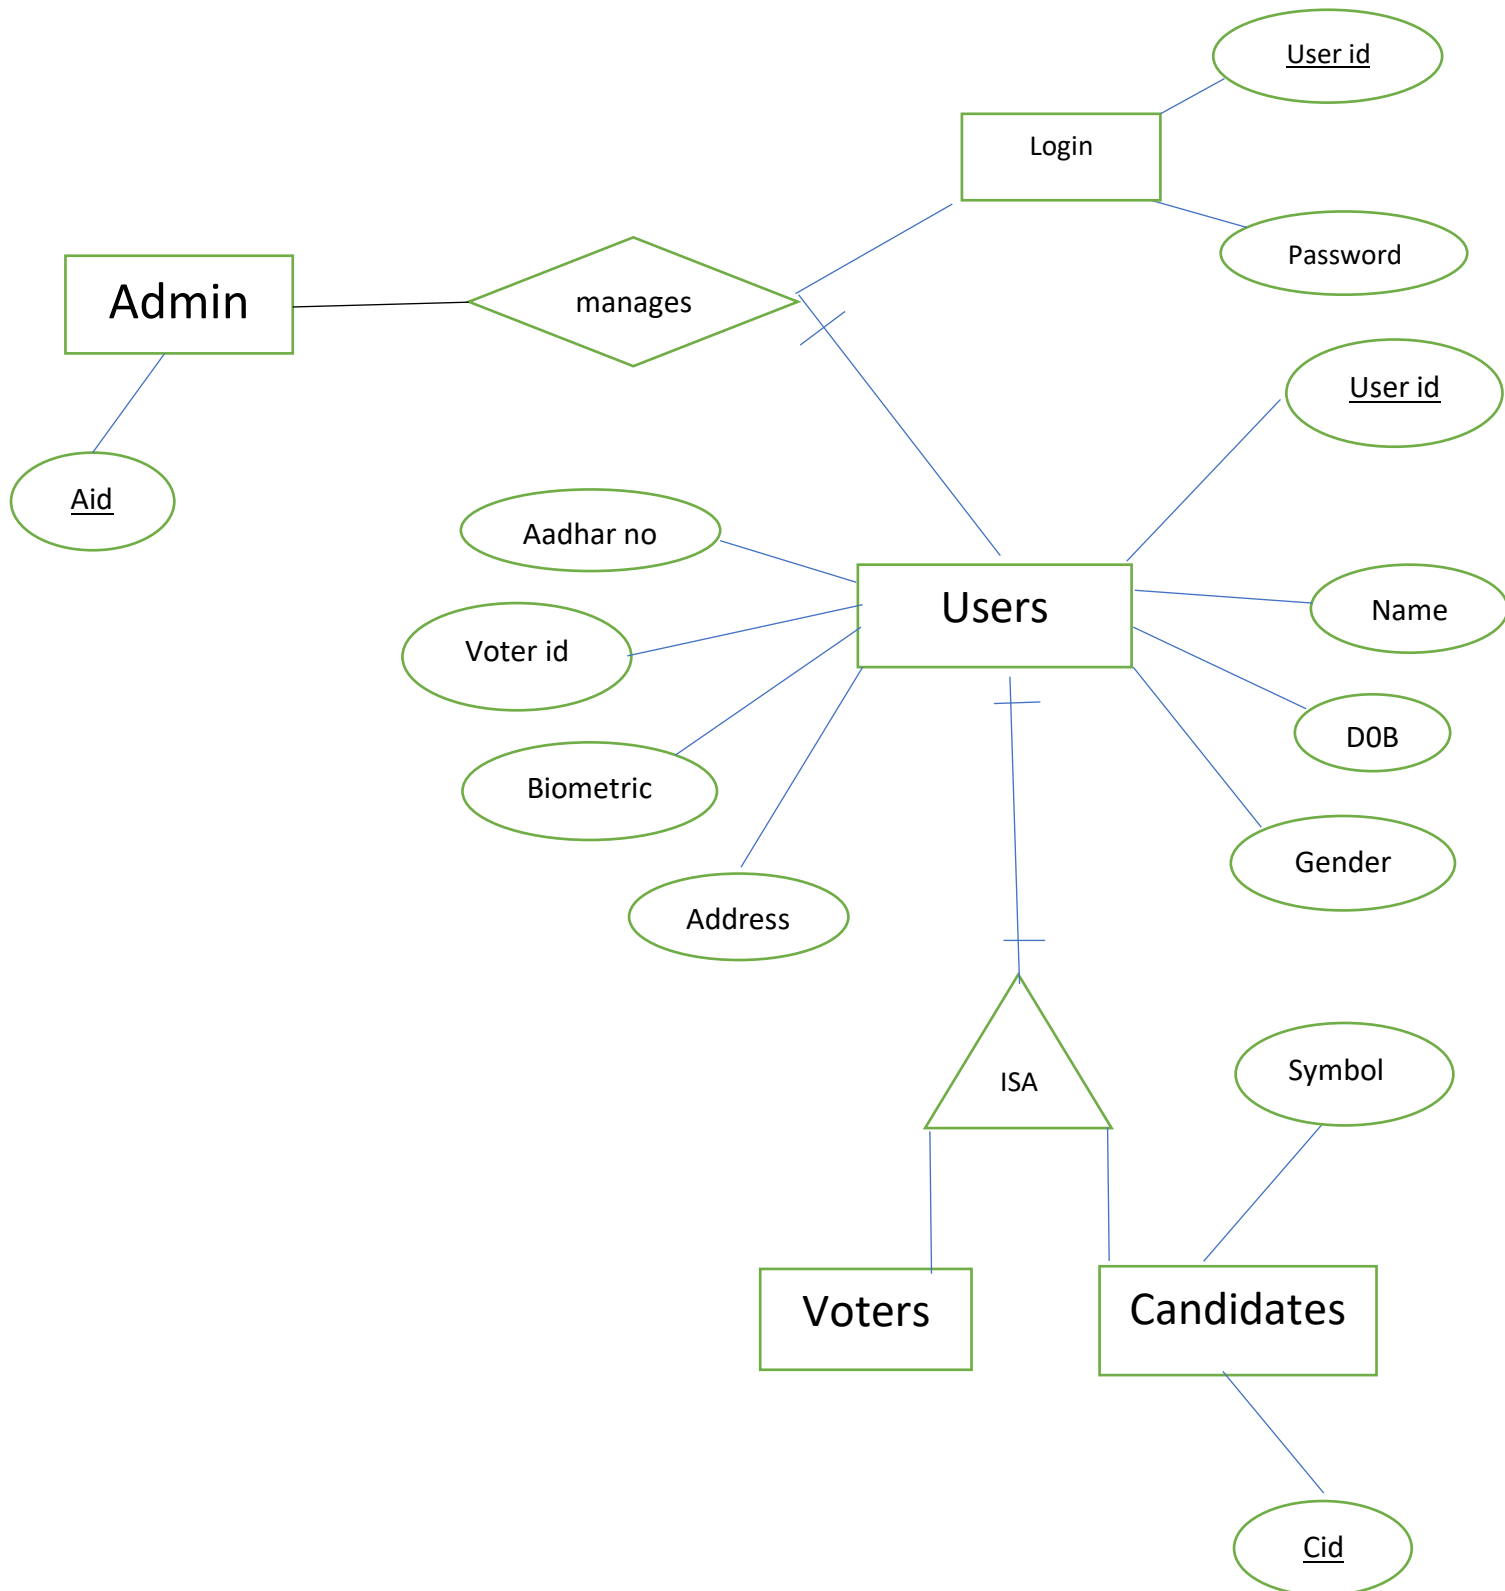 User id
Login
Password
Admin
manages
User id
Aid
Aadhar no
Users
Name
Voter id
D0B
Biometric
Gender
Address
Symbol
ISA
Voters
Candidates
Cid